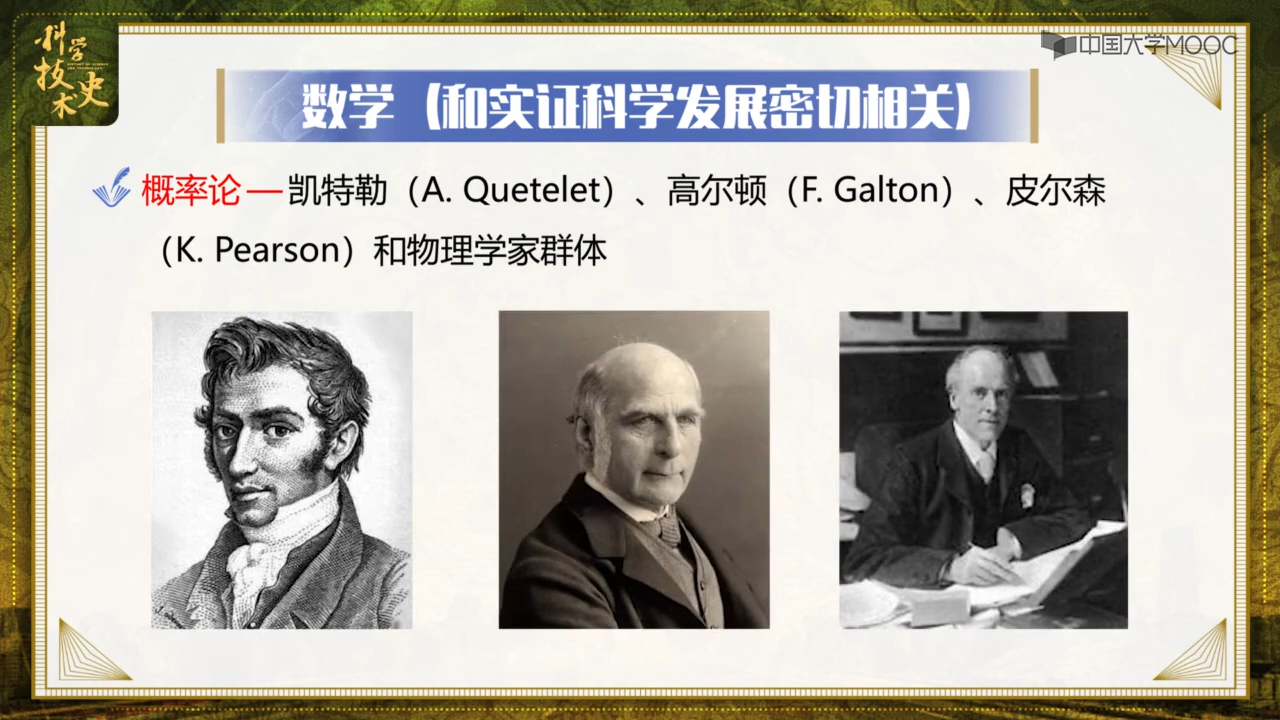 科学
技术史
中国大学MOOC
数学（和实证科学发展密切相关）
概率论—凯特勒（A. Quetelet）、高尔顿（F. Galton）、皮尔森
（K. Pearson）和物理学家群体